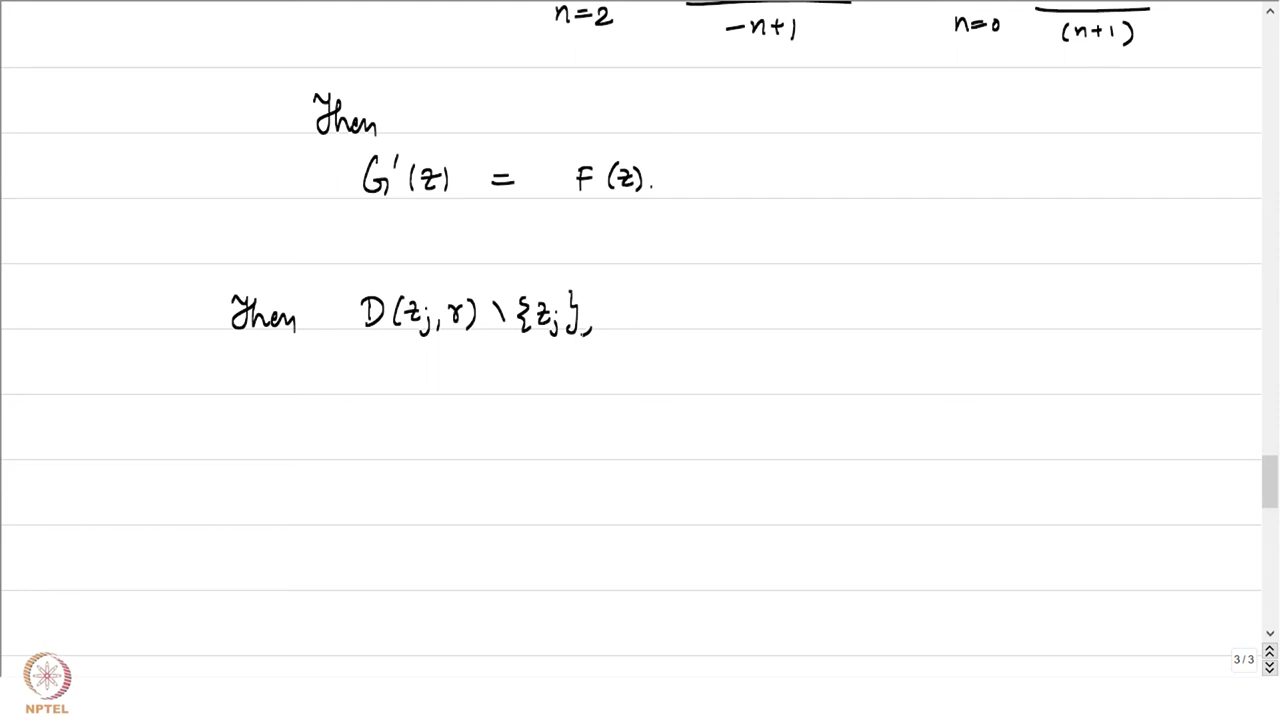 n=2 -n+1 n=0 (n+1)
Then
G'(z) = F(z).
Then D(z_j, r) \ {z_j},
3 / 3
NPTEL